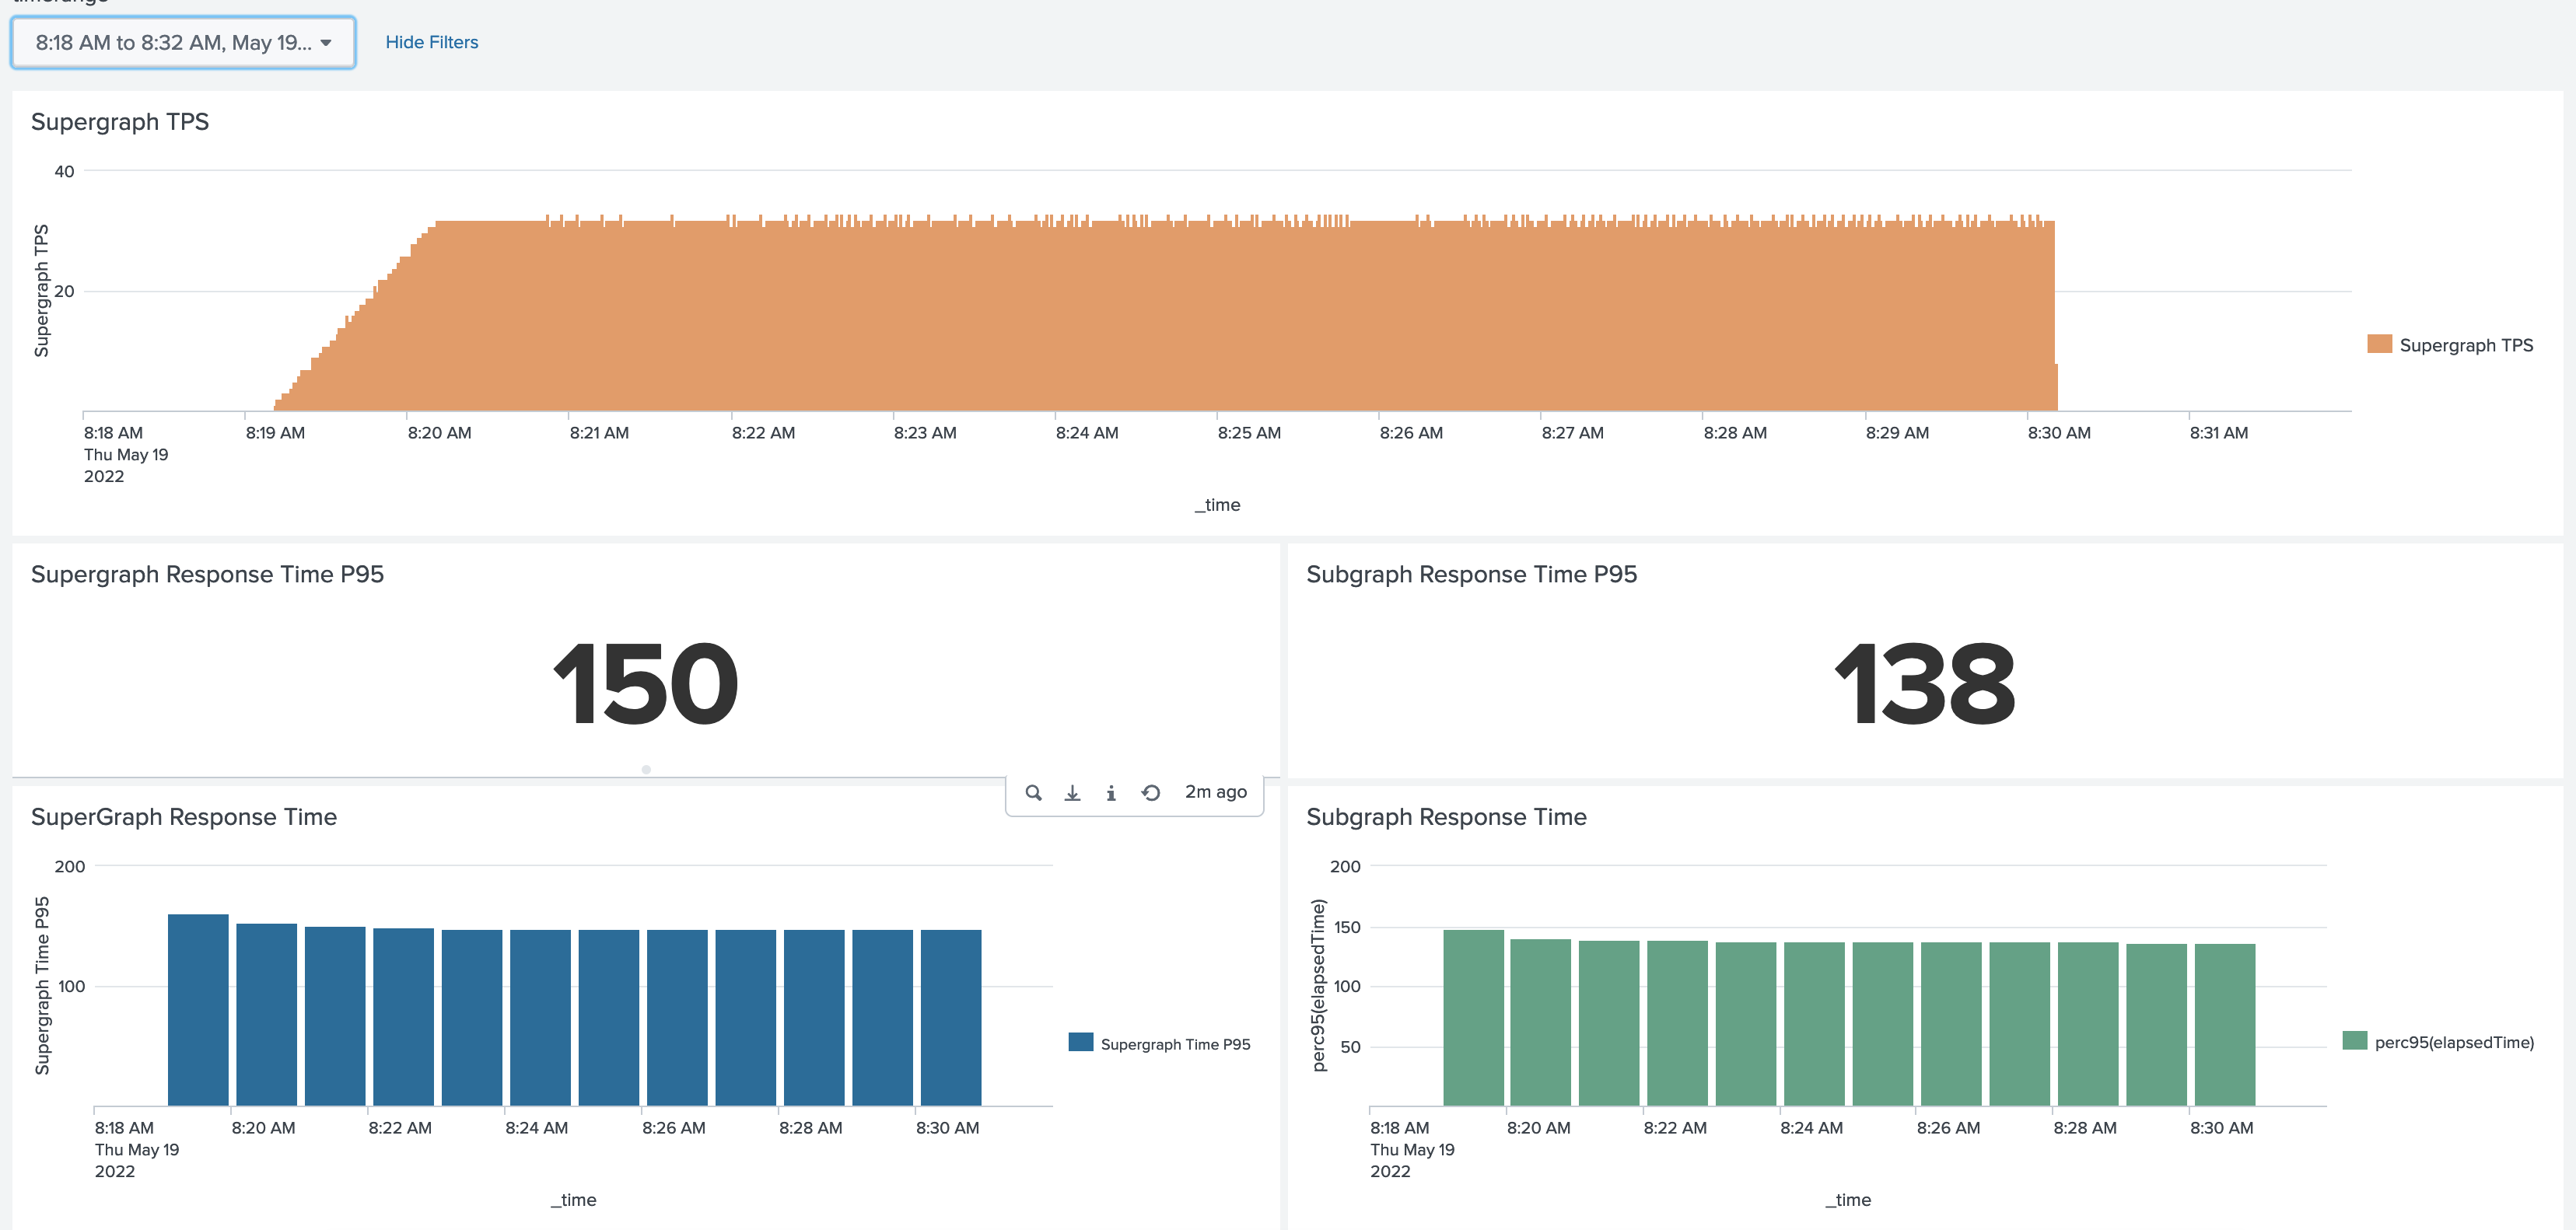 timerange
8:18 AM to 8:32 AM, May 19...
Hide Filters
Supergraph TPS
40
20
Supergraph TPS
Supergraph TPS
8:18 AM 8:19 AM 8:20 AM 8:21 AM 8:22 AM 8:23 AM 8:24 AM 8:25 AM 8:26 AM 8:27 AM 8:28 AM 8:29 AM 8:30 AM 8:31 AM
Thu May 19
2022
_time
Supergraph Response Time P95
150
Subgraph Response Time P95
138
2m ago
SuperGraph Response Time
200
100
Supergraph Time P95
Supergraph Time P95
8:18 AM 8:20 AM 8:22 AM 8:24 AM 8:26 AM 8:28 AM 8:30 AM
Thu May 19
2022
_time
Subgraph Response Time
200
150
100
50
perc95(elapsedTime)
perc95(elapsedTime)
8:18 AM 8:20 AM 8:22 AM 8:24 AM 8:26 AM 8:28 AM 8:30 AM
Thu May 19
2022
_time